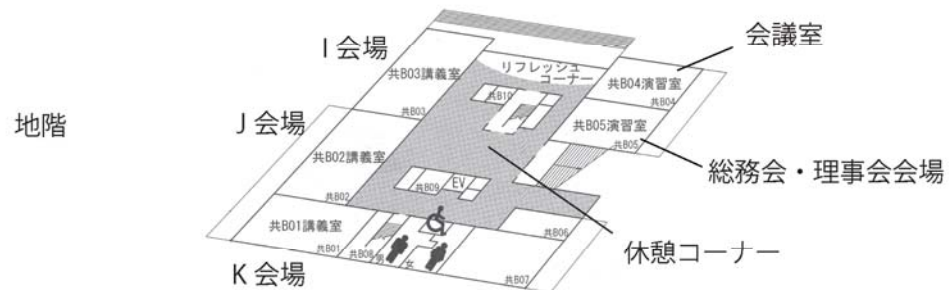 会議室
I 会場
リフレッシュ
コーナー
共B03講義室
共B04演習室
共B10
共B04
共B03
地階
J 会場
共B05演習室
共B05
共B02講義室
総務会・理事会会場
EV
共B09
共B02
共B01講義室
共B06
休憩コーナー
共B01
共B08
男
女
共B07
K 会場